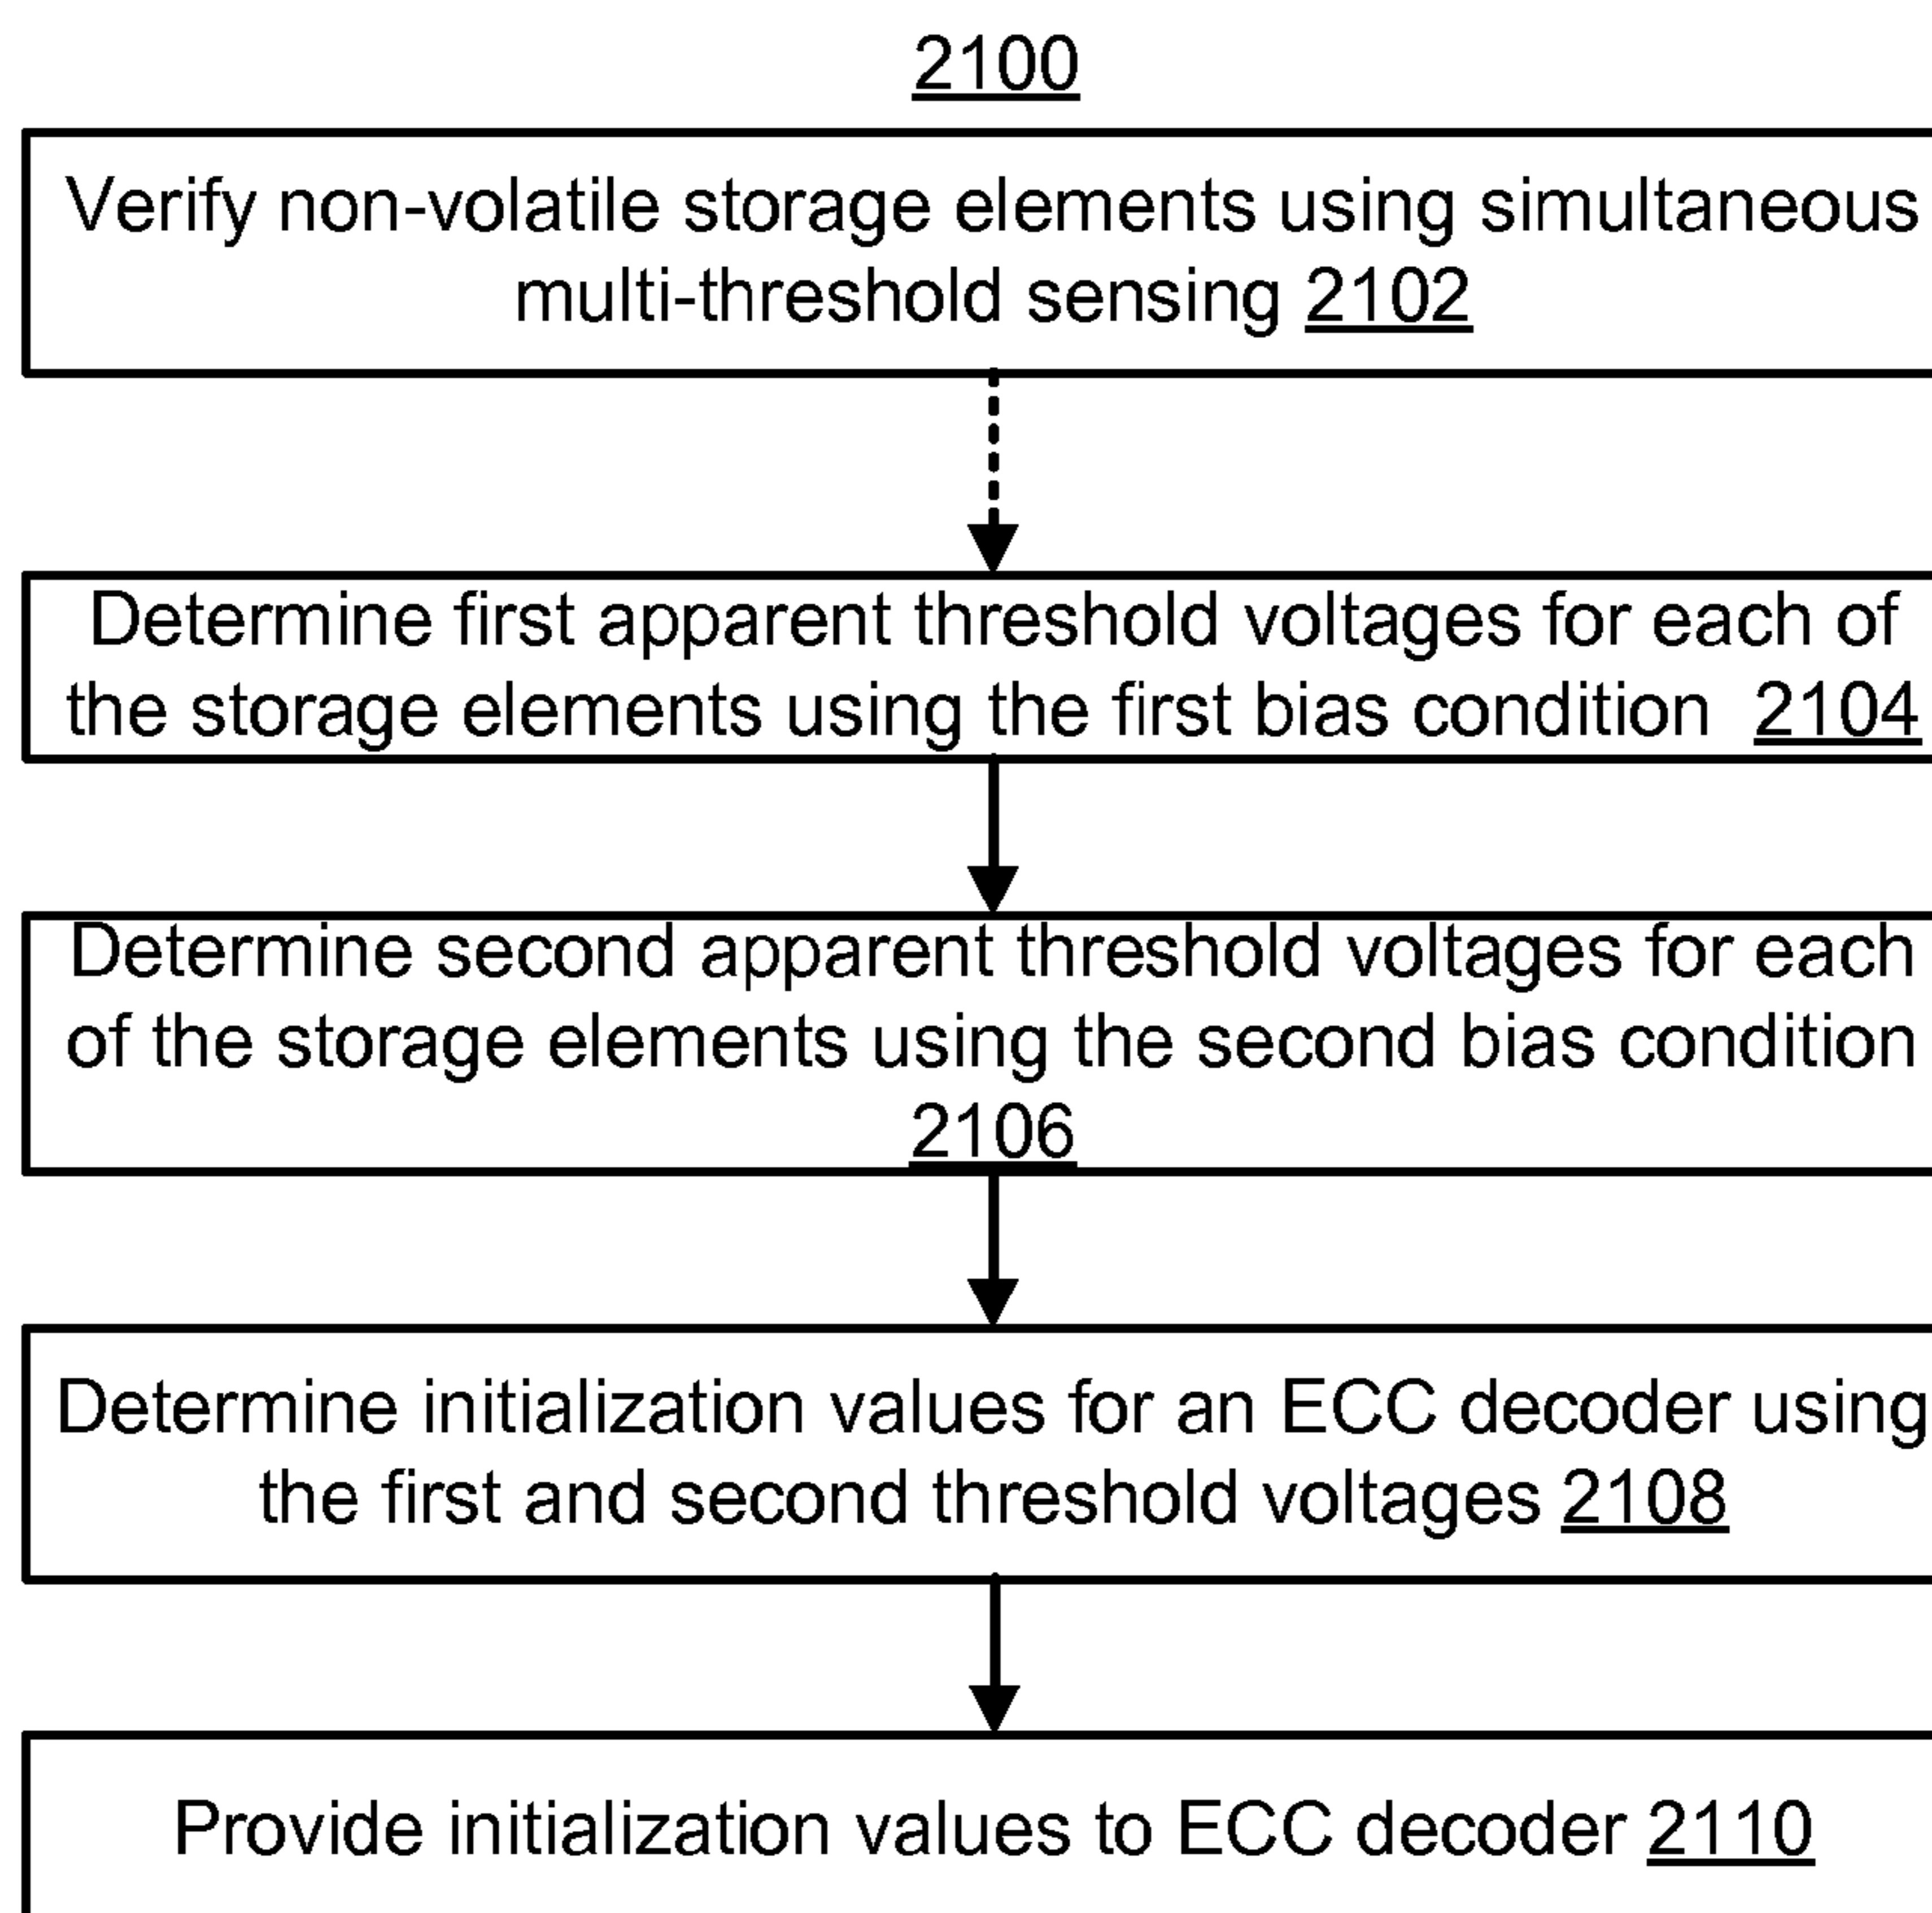 2100
Verify non-volatile storage elements using simultaneous
multi-threshold sensing 2102
Determine first apparent threshold voltages for each of
the storage elements using the first bias condition 2104
Determine second apparent threshold voltages for each
of the storage elements using the second bias condition
2106
Determine initialization values for an ECC decoder using
the first and second threshold voltages 2108
Provide initialization values to ECC decoder 2110